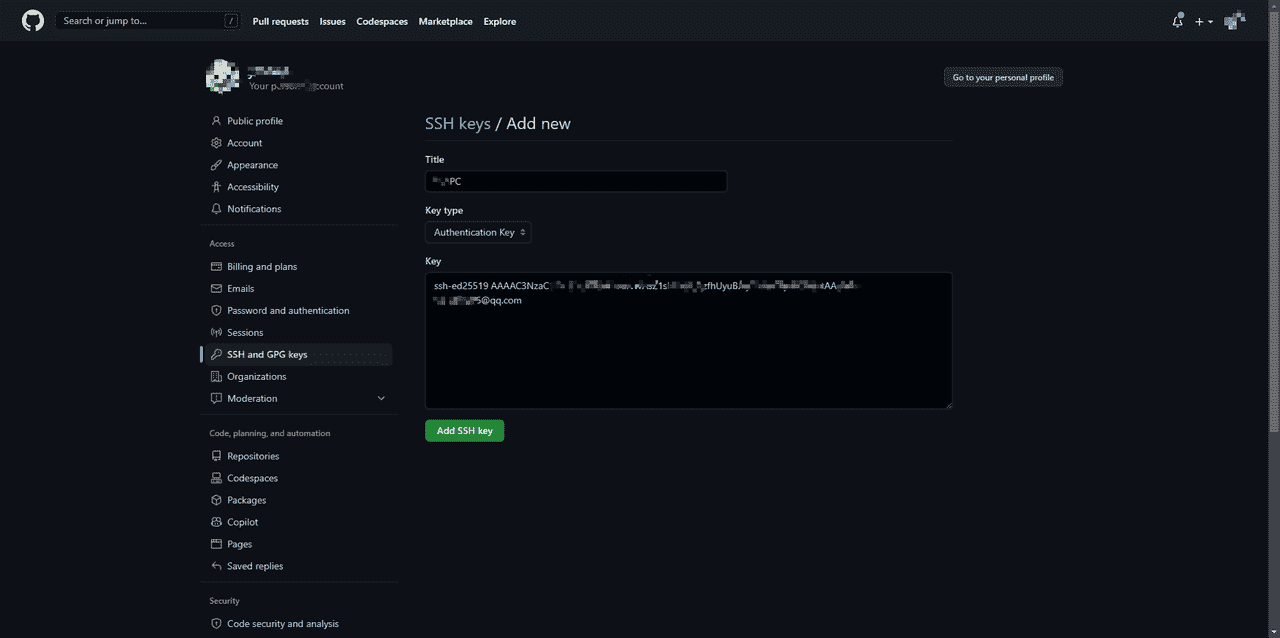 Search or jump to... /
Pull requests Issues Codespaces Marketplace Explore
Go to your personal profile
Public profile
Account
Appearance
Accessibility
Notifications
Access
Billing and plans
Emails
Password and authentication
Sessions
SSH and GPG keys
Organizations
Moderation
Code, planning, and automation
Repositories
Codespaces
Packages
Copilot
Pages
Saved replies
Security
Code security and analysis
SSH keys / Add new
Title
PC
Key type
Authentication Key
Key
ssh-ed25519 AAAAC3NzaC
@qq.com
Add SSH key